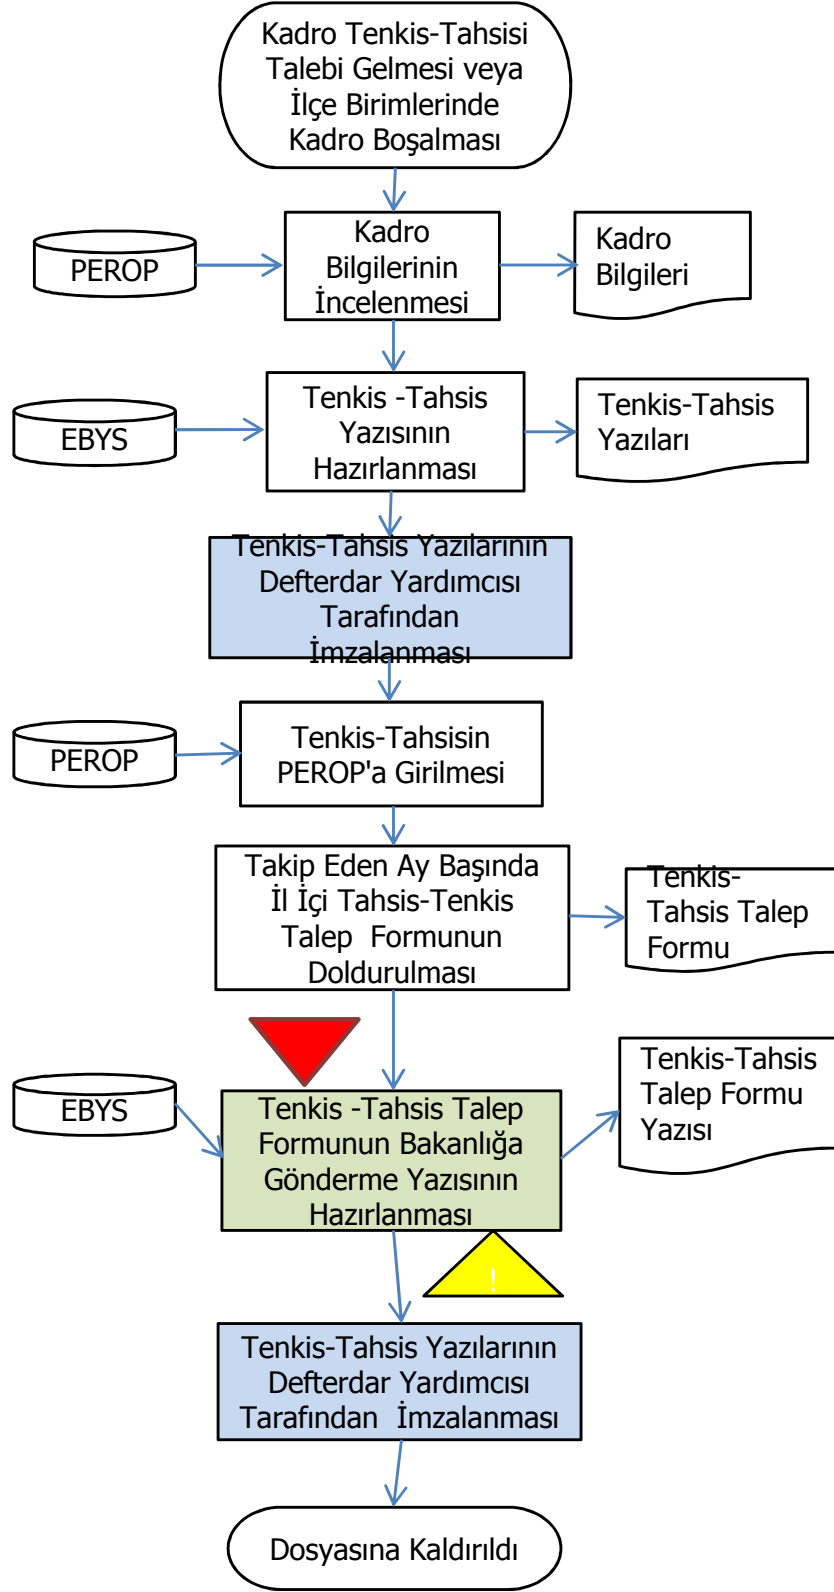 Kadro Tenkis-Tahsisi
Talebi Gelmesi veya
İlçe Birimlerinde
Kadro Boşalması
PEROP
Kadro
Bilgilerinin
İncelenmesi
Kadro
Bilgileri
EBYS
Tenkis -Tahsis
Yazısının
Hazırlanması
Tenkis-Tahsis
Yazıları
Tenkis-Tahsis Yazılarının
Defterdar Yardımcısı
Tarafından
İmzalanması
PEROP
Tenkis-Tahsisin
PEROP'a Girilmesi
Takip Eden Ay Başında
İl İçi Tahsis-Tenkis
Talep  Formunun
Doldurulması
Tenkis-
Tahsis Talep
Formu
EBYS
Tenkis -Tahsis Talep
Formunun Bakanlığa
Gönderme Yazısının
Hazırlanması
Tenkis-Tahsis
Talep Formu
Yazısı
!
Tenkis-Tahsis Yazılarının
Defterdar Yardımcısı
Tarafından  İmzalanması
Dosyasına Kaldırıldı